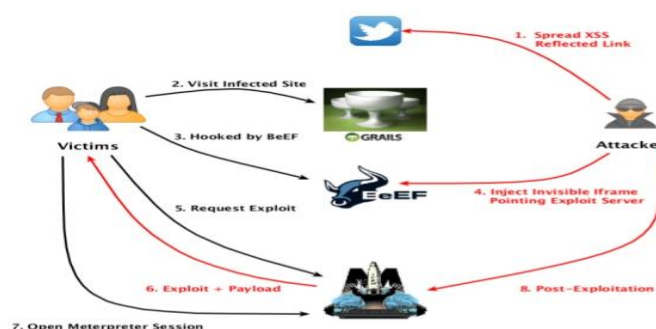 1. Spread XSS
Reflected Link
2. Visit Infected Site
GRAILS
3. Hooked by BeEF
Victims
Attacke
BeEF
4. Inject Invisible Iframe
Pointing Exploit Server
5. Request Exploit
6. Exploit + Payload
8. Post-Exploitation
7. Open Meterpreter Session